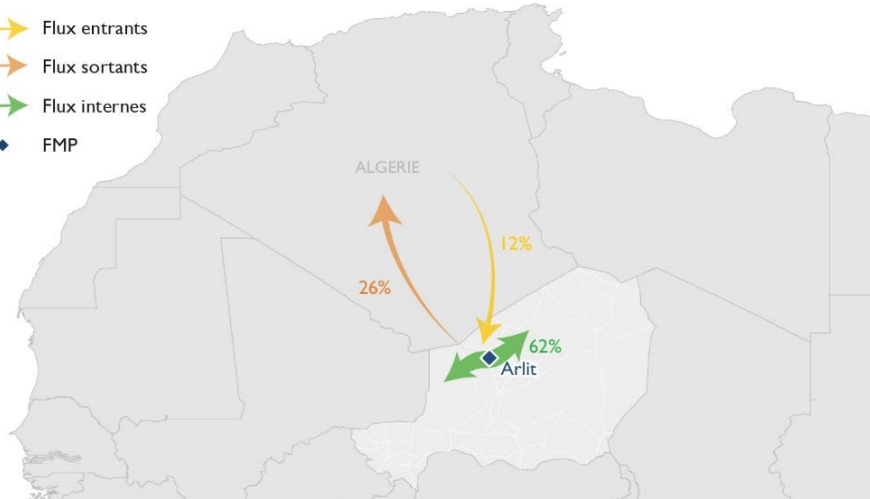 Flux entrants
Flux sortants
Flux internes
FMP
ALGERIE
12%
26%
62%
Arlit